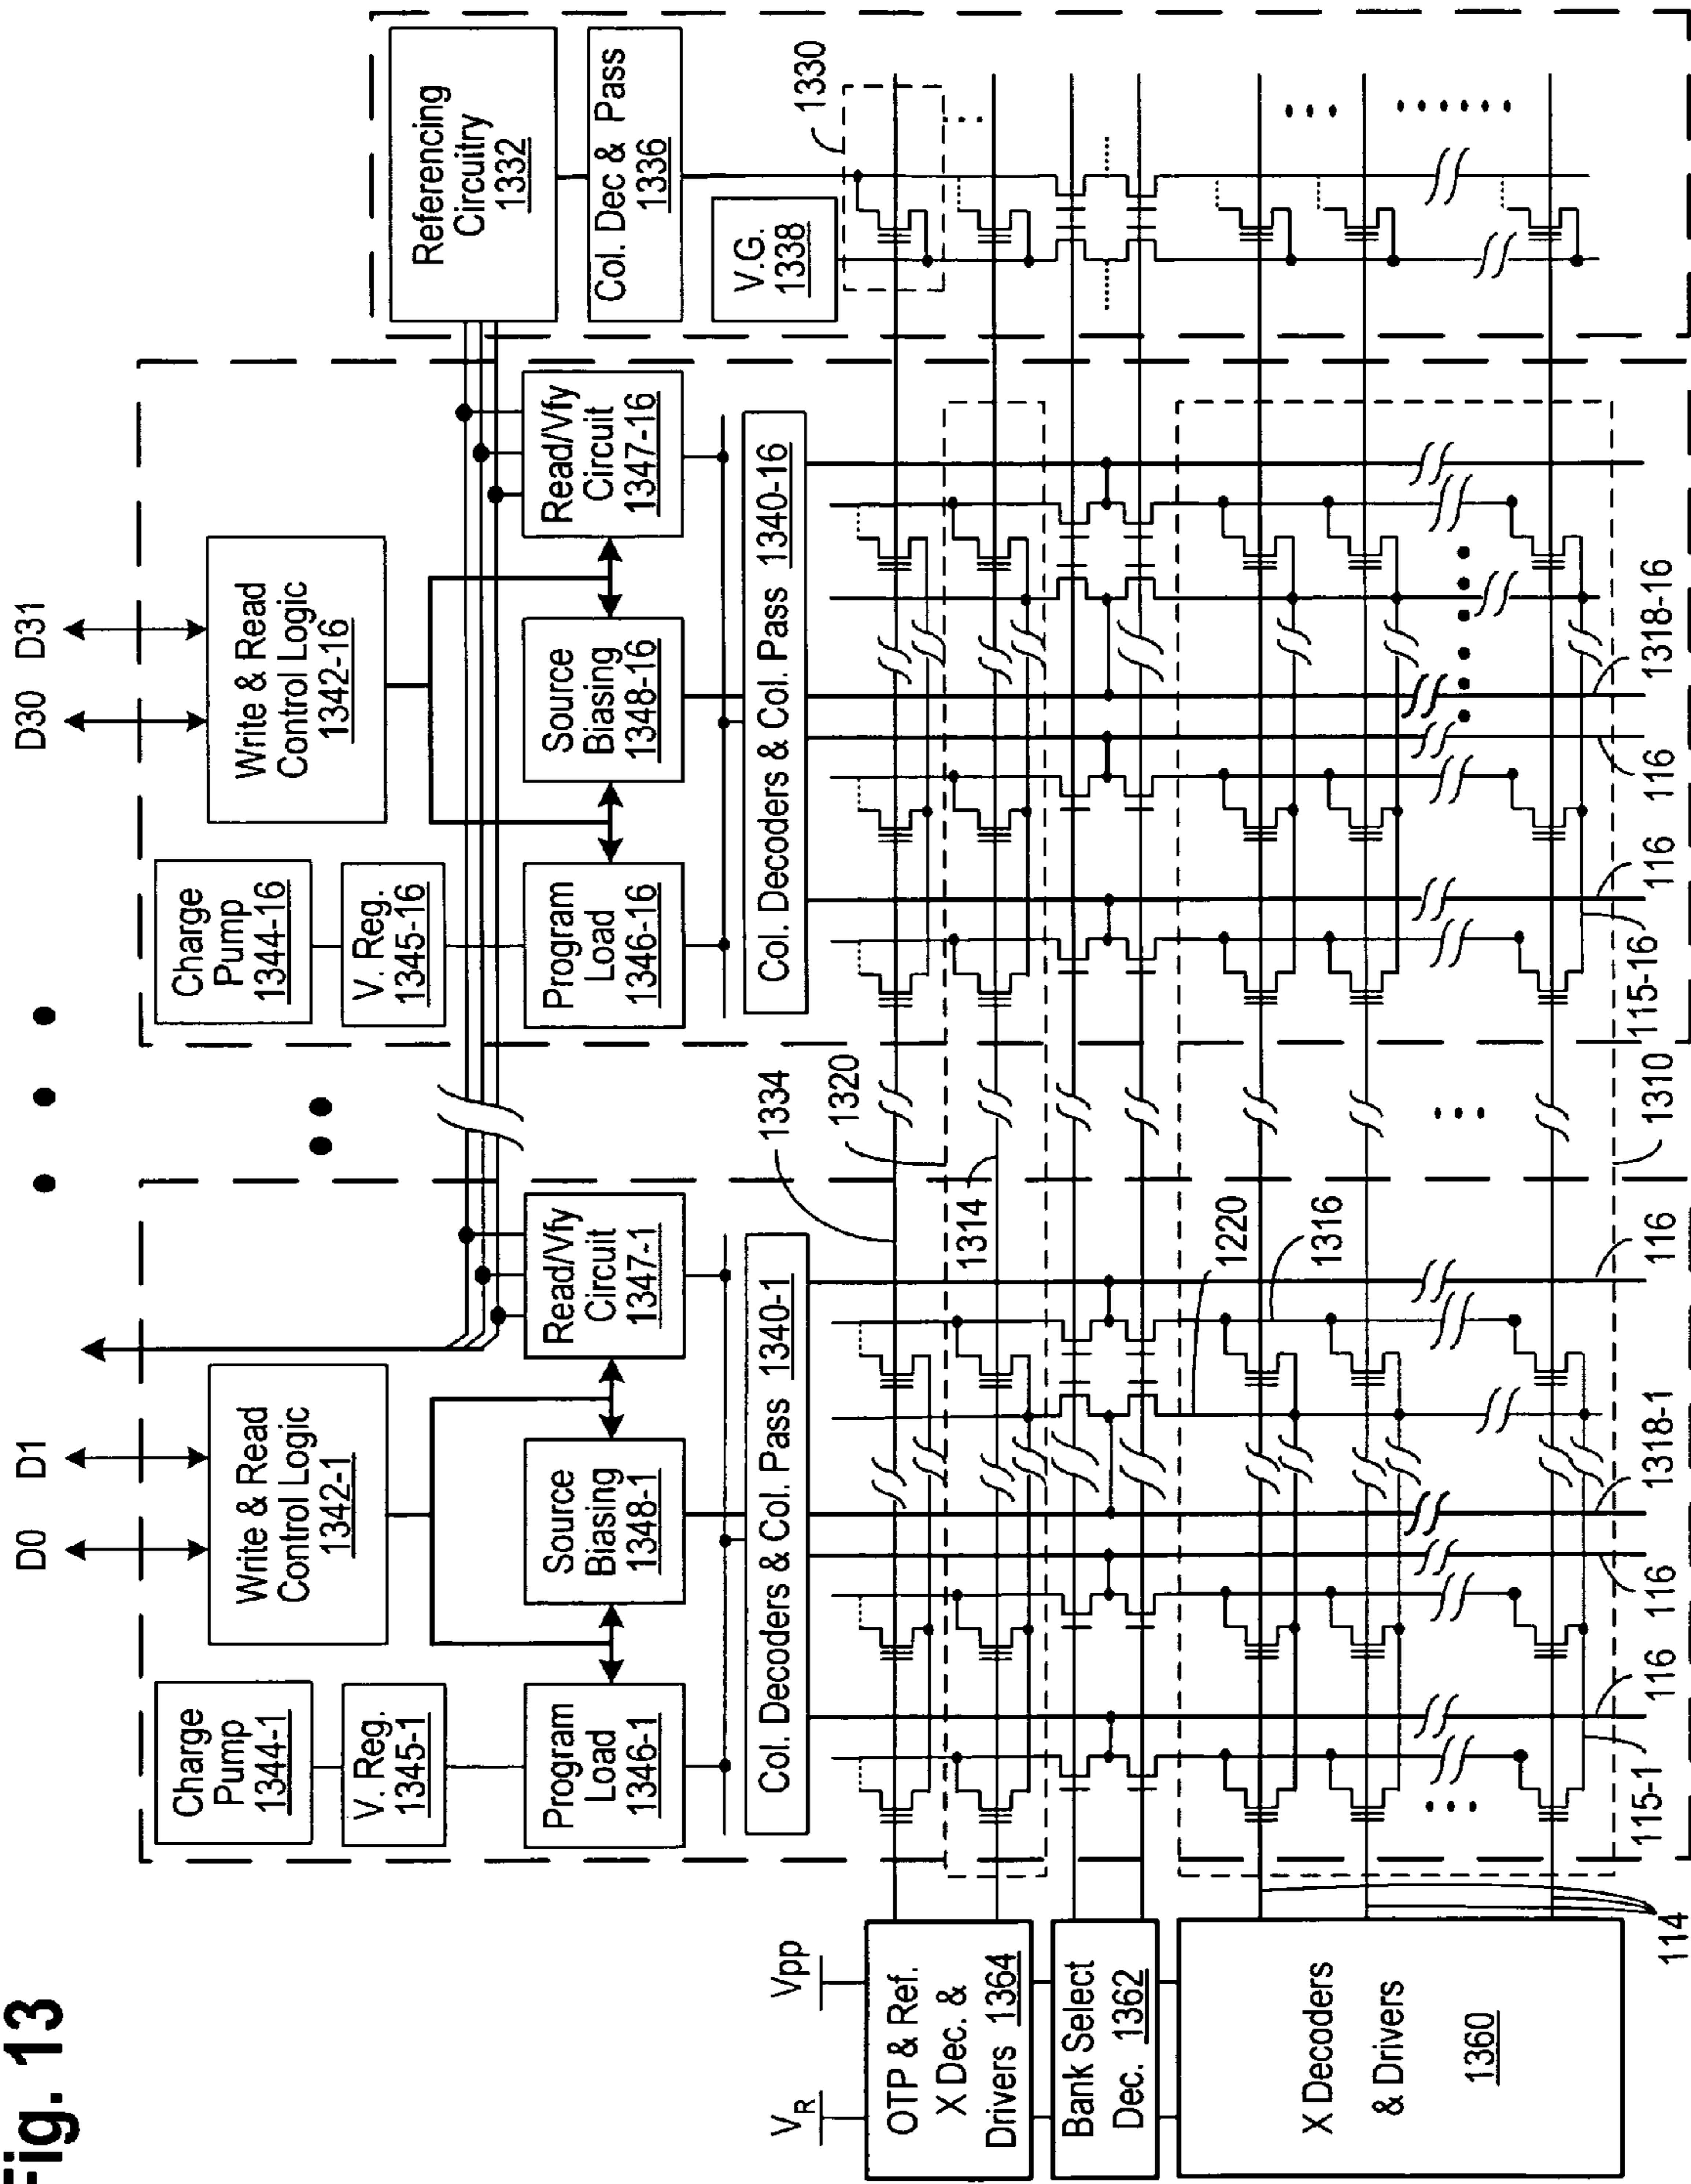 Fig. 13
D0
D1
D30
D31
Charge
Pump
1344-1
V. Reg.
1345-1
Program
Load
1346-1
Write & Read
Control Logic
1342-1
Source
Biasing
1348-1
Read/Vfy
Circuit
1347-1
Col. Decoders & Col. Pass 1340-1
Charge
Pump
1344-16
V. Reg.
1345-16
Program
Load
1346-16
Write & Read
Control Logic
1342-16
Source
Biasing
1348-16
Read/Vfy
Circuit
1347-16
Col. Decoders & Col. Pass 1340-16
Referencing
Circuitry
1332
Col. Dec & Pass
1336
V.G.
1338
1330
1334
1320
1314
1220
1316
VR
Vpp
OTP & Ref.
X Dec. &
Drivers 1364
Bank Select
Dec. 1362
X Decoders
& Drivers
1360
114
115-1
116
116
1318-1
116
1310
115-16
116
116
1318-16